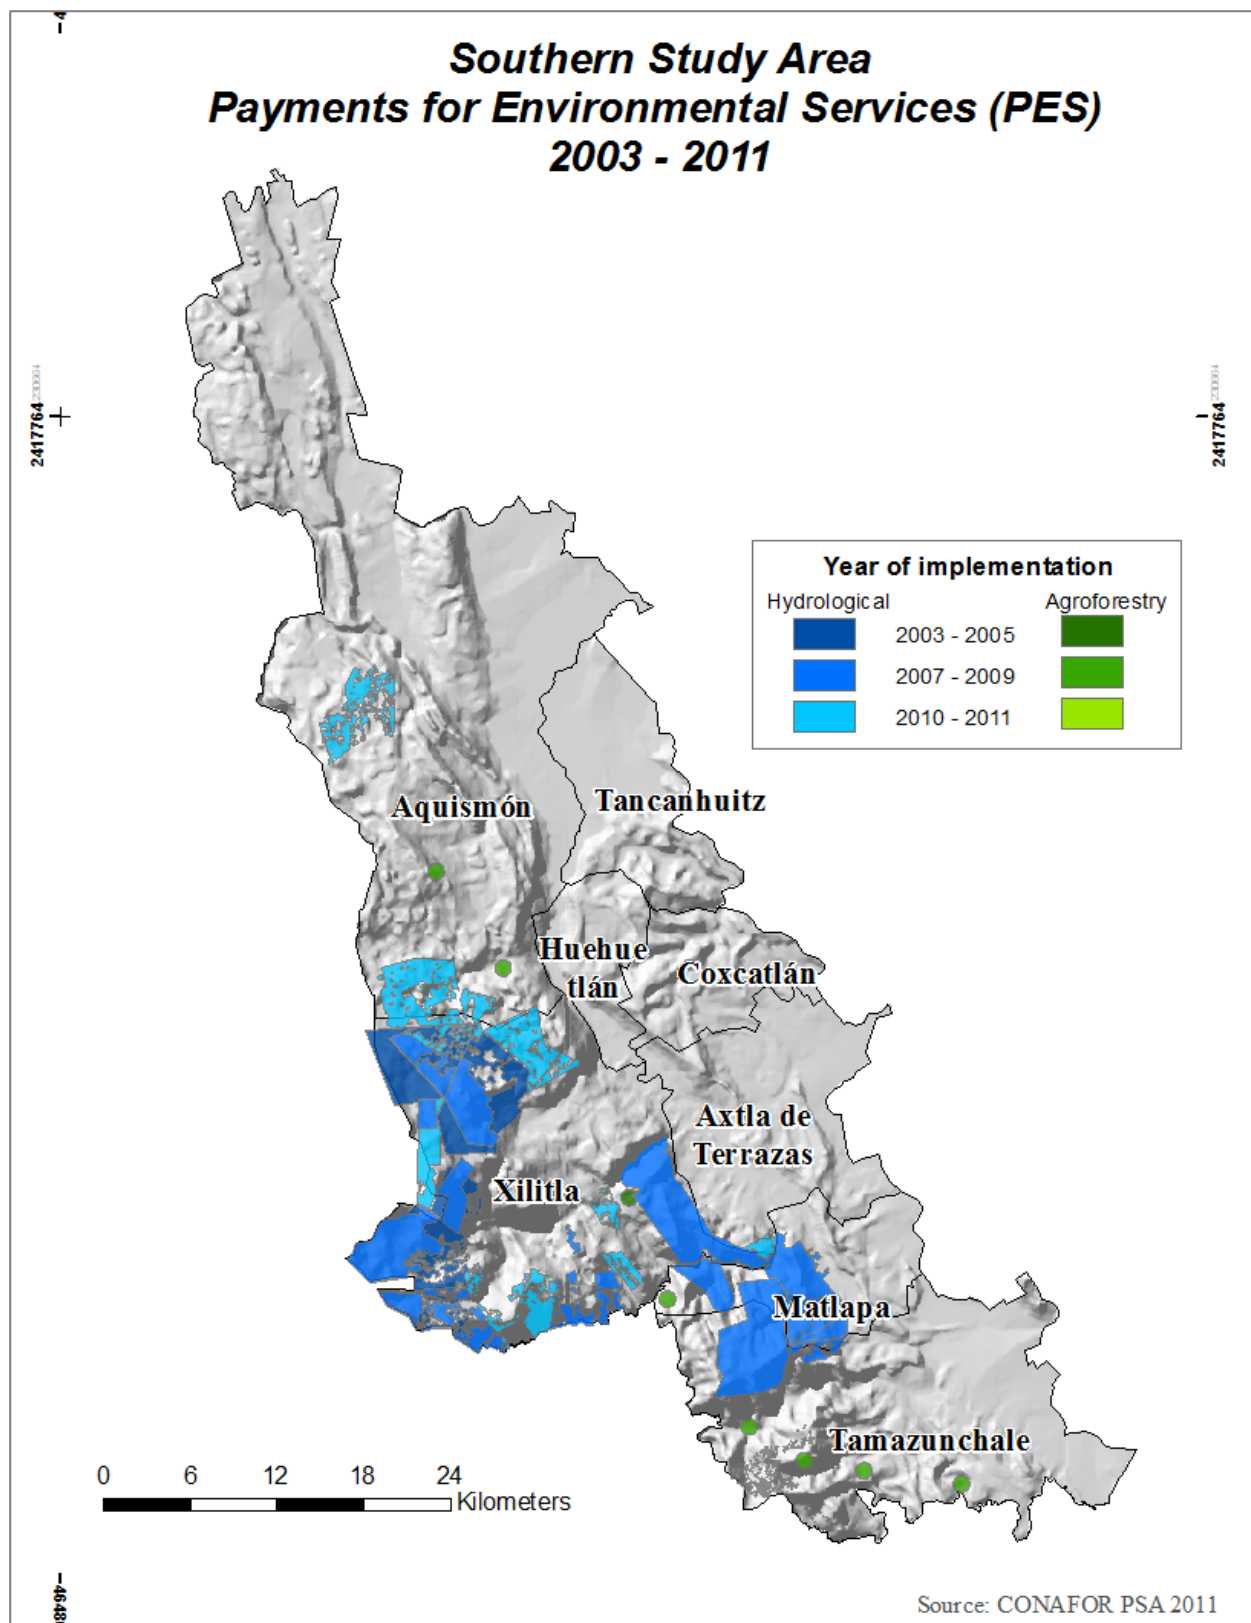 Southern Study Area
Payments for Environmental Services (PES)
2003 - 2011
2417764
2417764
Year of implementation
Hydrological Agroforestry
2003 - 2005
2007 - 2009
2010 - 2011
Aquismón
Tancanhuitz
Huehue
tlán
Coxcatlán
Axtla de
Terrazas
Xilitla
Matlapa
Tamazunchale
0 6 12 18 24
Kilometers
Source: CONAFOR PSA 2011